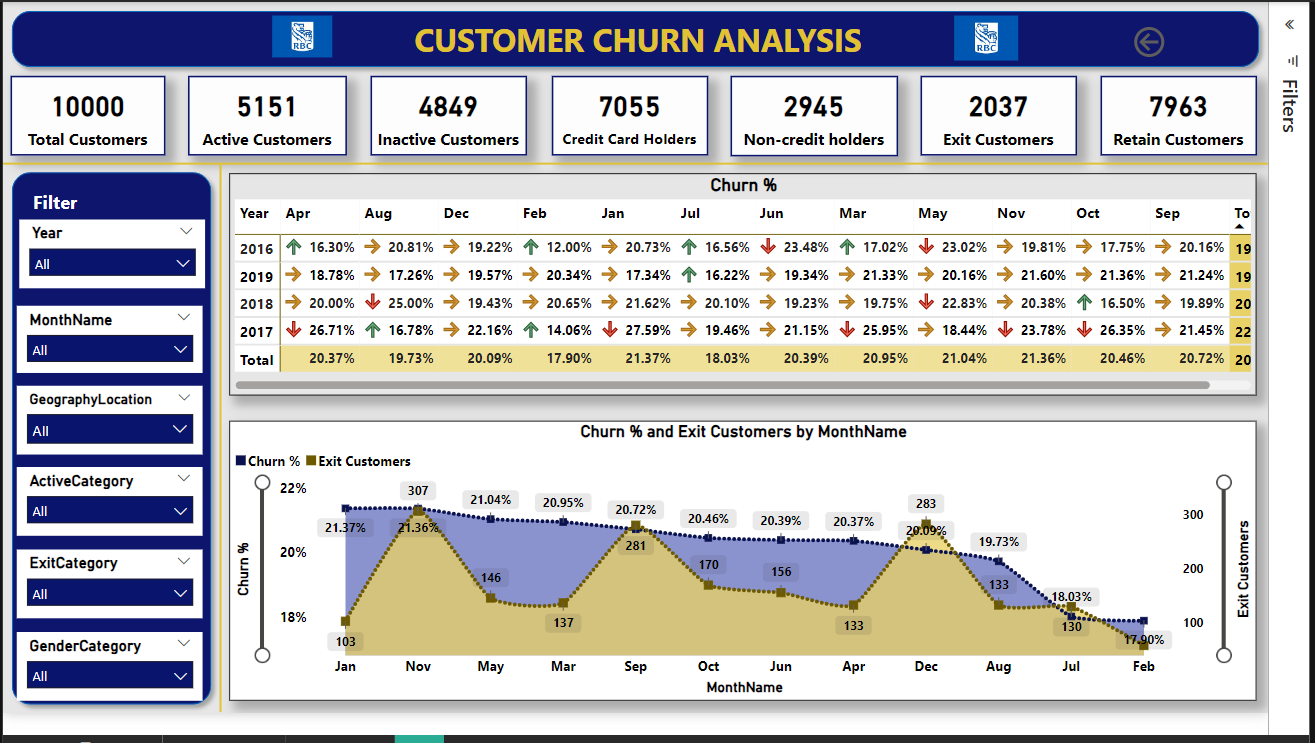 RBC CUSTOMER CHURN ANALYSIS RBC
10000 5151 4849 7055 2945 2037 7963
Total Customers Active Customers Inactive Customers Credit Card Holders Non-credit holders Exit Customers Retain Customers
Filters
Filter
Year
All
MonthName
All
GeographyLocation
All
ActiveCategory
All
ExitCategory
All
GenderCategory
All
Churn %
Year Apr Aug Dec Feb Jan Jul Jun Mar May Nov Oct Sep To
2016 16.30% 20.81% 19.22% 12.00% 20.73% 16.56% 23.48% 17.02% 23.02% 19.81% 17.75% 20.16% 19
2019 18.78% 17.26% 19.57% 20.34% 17.34% 16.22% 19.34% 21.33% 20.16% 21.60% 21.36% 21.24% 19
2018 20.00% 25.00% 19.43% 20.65% 21.62% 20.10% 19.23% 19.75% 22.83% 20.38% 16.50% 19.89% 20
2017 26.71% 16.78% 22.16% 14.06% 27.59% 19.46% 21.15% 25.95% 18.44% 23.78% 26.35% 21.45% 22
Total 20.37% 19.73% 20.09% 17.90% 21.37% 18.03% 20.39% 20.95% 21.04% 21.36% 20.46% 20.72% 20
Churn % and Exit Customers by MonthName
Churn % Exit Customers
Churn %
22%
20%
18%
21.37% 21.36% 21.04% 20.95% 20.72% 20.46% 20.39% 20.37% 20.09% 19.73% 18.03% 17.90%
103 307 146 137 281 170 156 133 283 133 130
300
200
100
Exit Customers
Jan Nov May Mar Sep Oct Jun Apr Dec Aug Jul Feb
MonthName